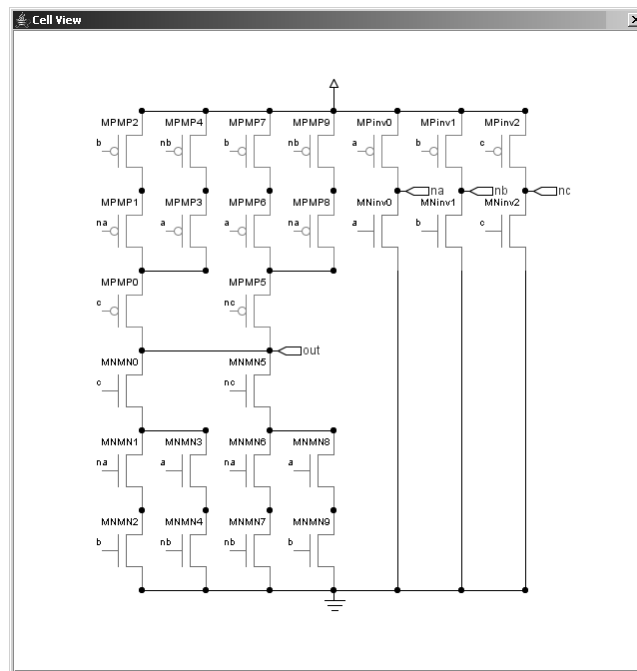 Cell View
MPMP2 MPMP4 MPMP7 MPMP9 MPinv0 MPinv1 MPinv2
b nb b nb a b c
na nb nc
MPMP1 MPMP3 MPMP6 MPMP8 MNinv0 MNinv1 MNinv2
na a a na a b c
MPMP0 MPMP5
c nc
out
MNMN0 MNMN5
c nc
MNMN1 MNMN3 MNMN6 MNMN8
na a na a
MNMN2 MNMN4 MNMN7 MNMN9
b nb nb b